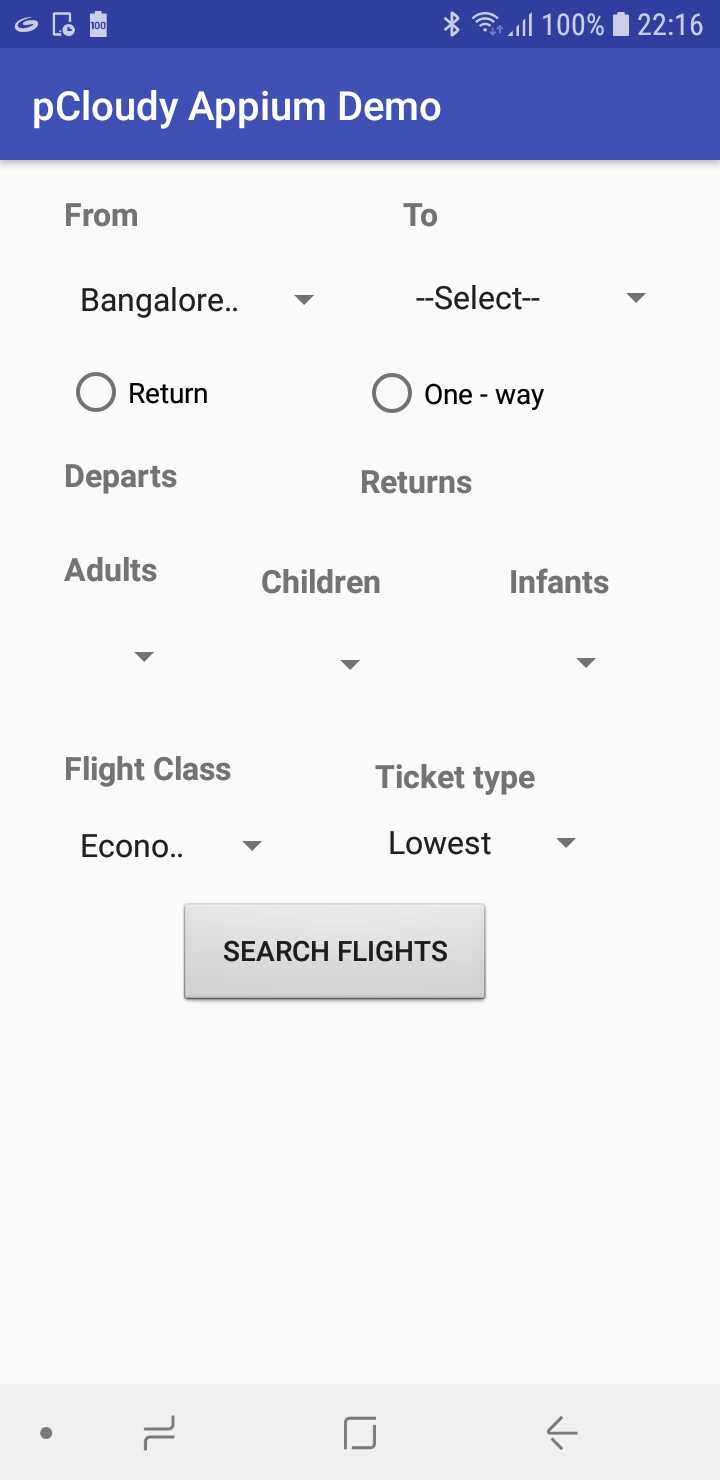 100 100% 22:16
pCloudy Appium Demo
From To
Bangalore.. --Select--
Return One - way
Departs Returns
Adults Children Infants
Flight Class Ticket type
Econo.. Lowest
SEARCH FLIGHTS